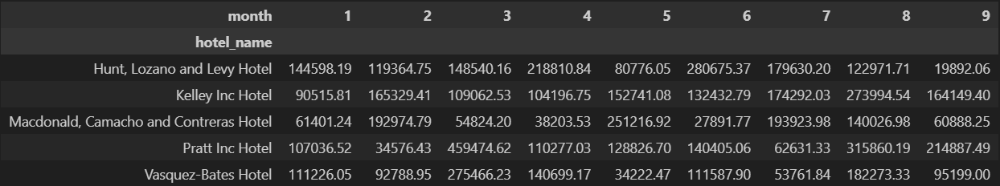 month 1 2 3 4 5 6 7 8 9
hotel_name
Hunt, Lozano and Levy Hotel 144598.19 119364.75 148540.16 218810.84 80776.05 280675.37 179630.20 122971.71 19892.06
Kelley Inc Hotel 90515.81 165329.41 109062.53 104196.75 152741.08 132432.79 174292.03 273994.54 164149.40
Macdonald, Camacho and Contreras Hotel 61401.24 192974.79 54824.20 38203.53 251216.92 27891.77 193923.98 140026.98 60888.25
Pratt Inc Hotel 107036.52 34576.43 459474.62 110277.03 128826.70 140405.06 62631.33 315860.19 214887.49
Vasquez-Bates Hotel 111226.05 92788.95 275466.23 140699.17 34222.47 111587.90 53761.84 182273.33 95199.00